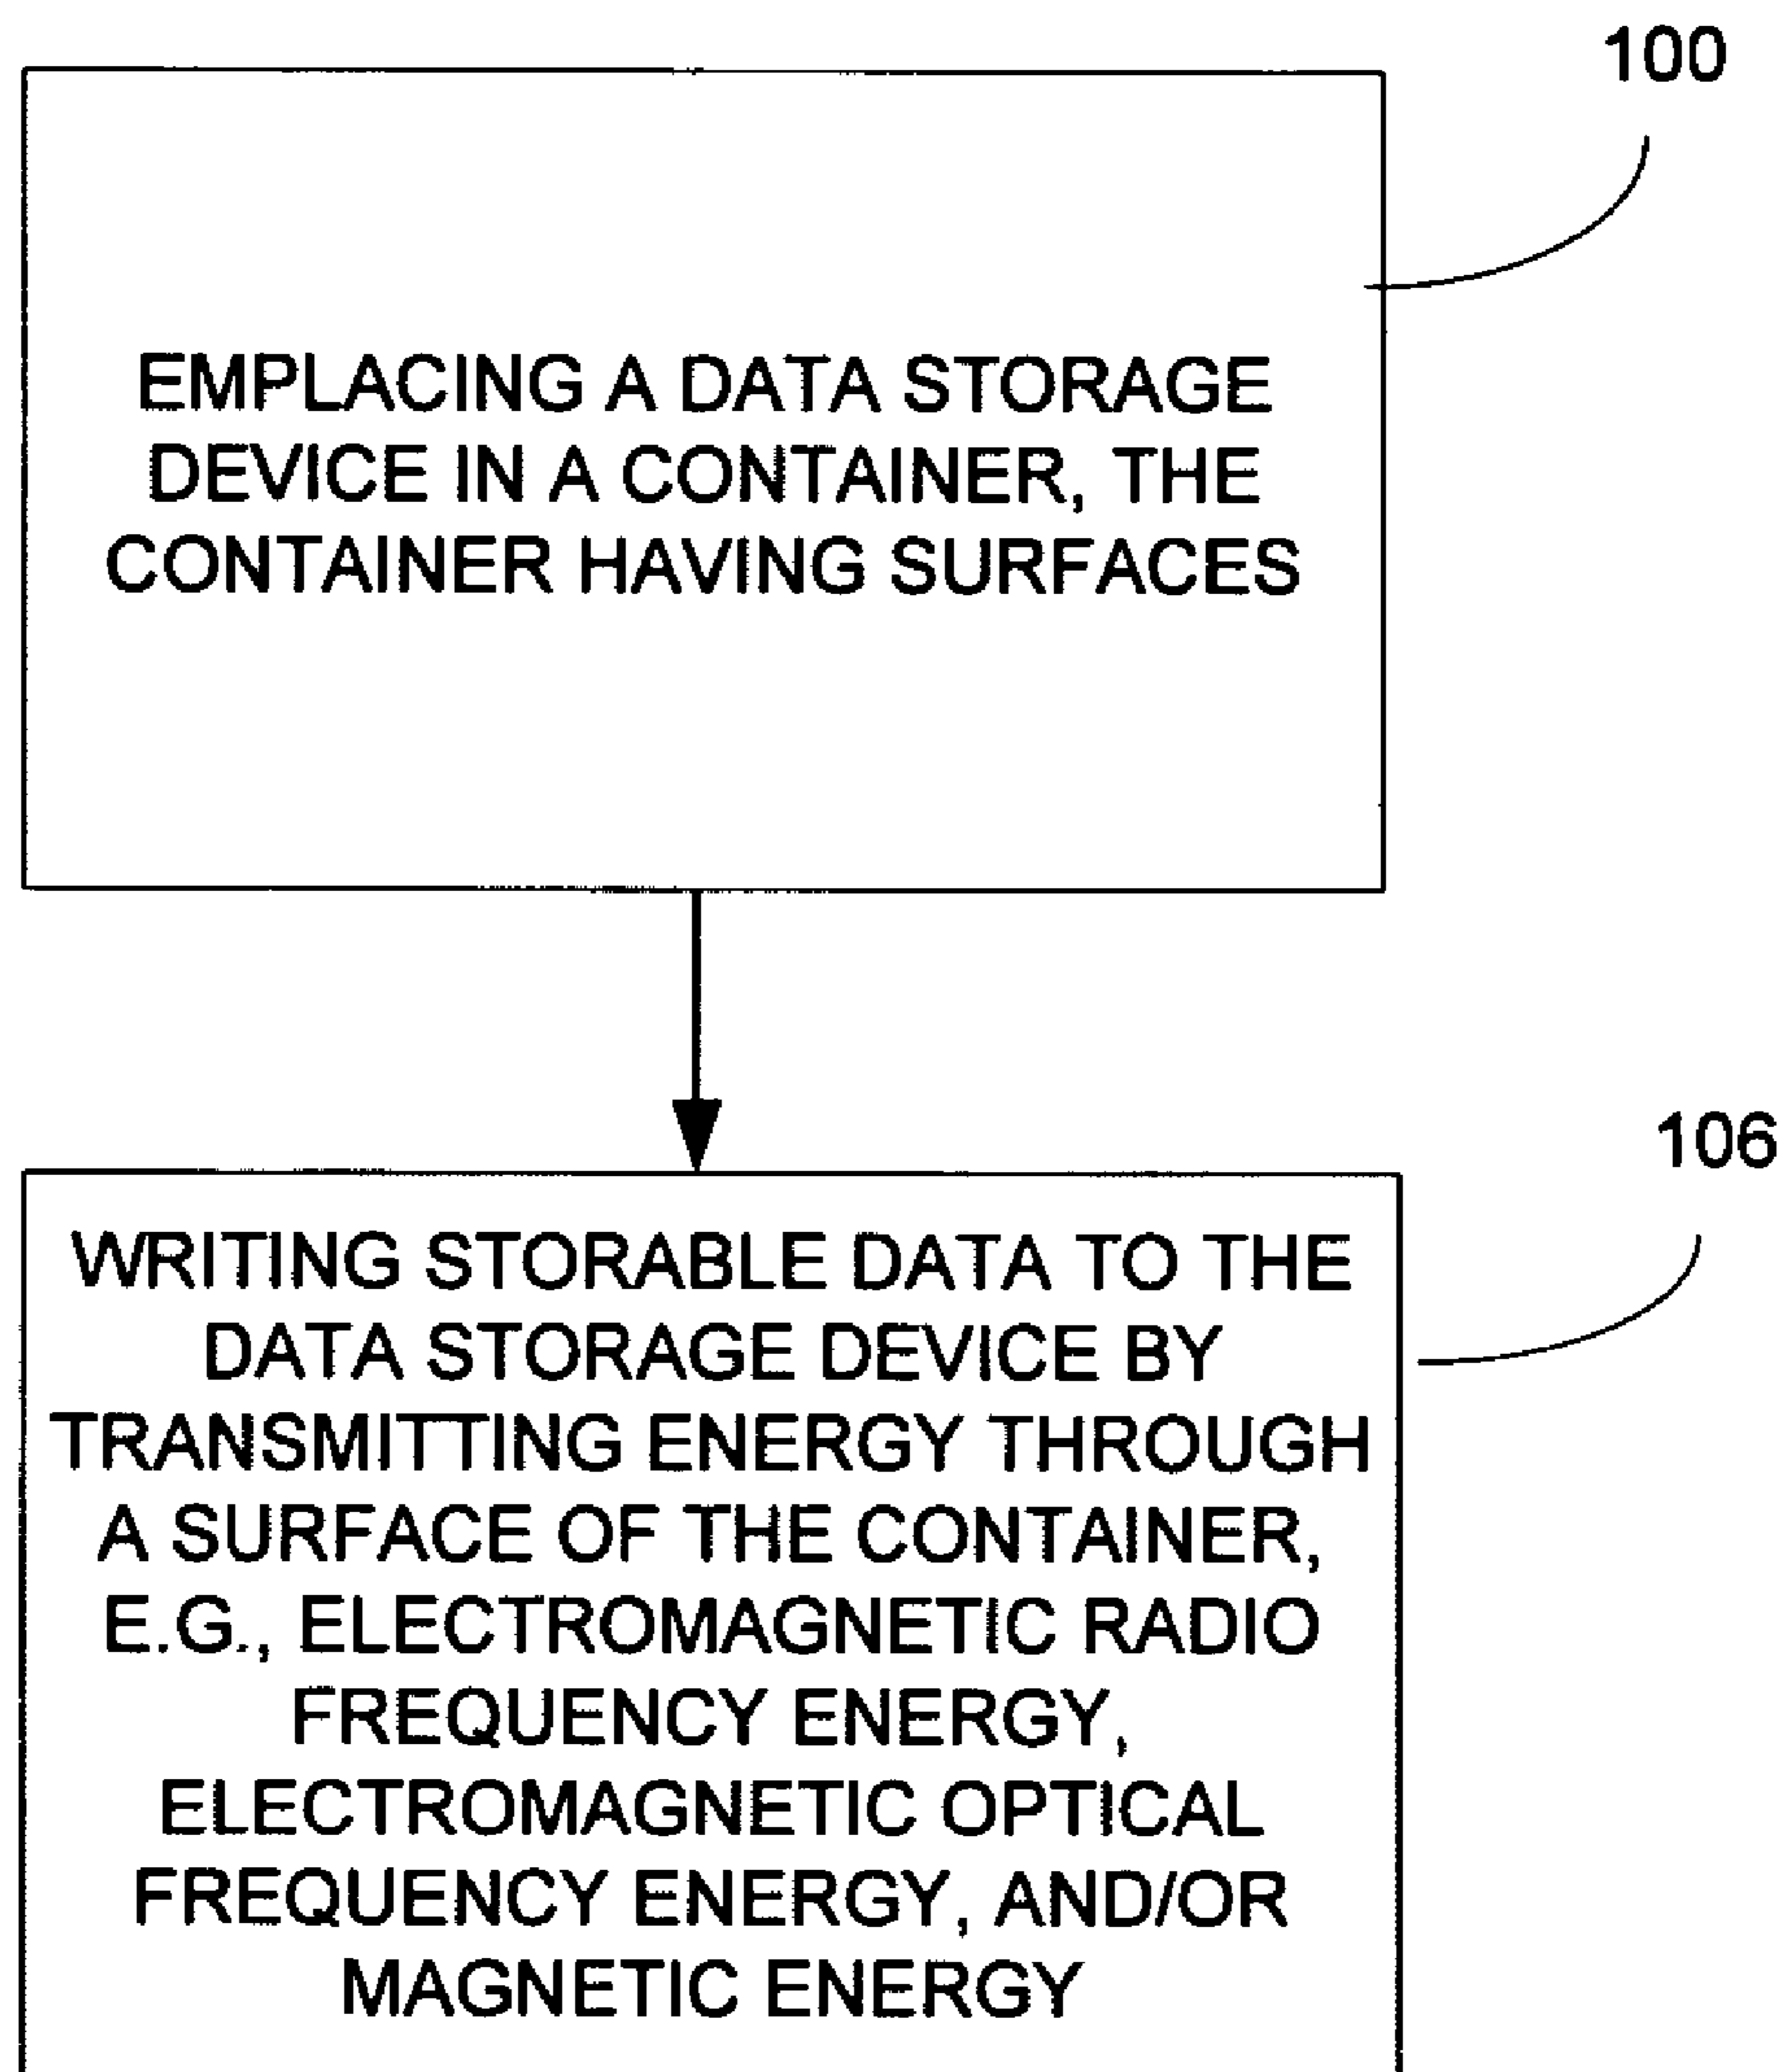 100
EMPLACING A DATA STORAGE
DEVICE IN A CONTAINER, THE
CONTAINER HAVING SURFACES
106
WRITING STORABLE DATA TO THE
DATA STORAGE DEVICE BY
TRANSMITTING ENERGY THROUGH
A SURFACE OF THE CONTAINER,
E.G., ELECTROMAGNETIC RADIO
FREQUENCY ENERGY,
ELECTROMAGNETIC OPTICAL
FREQUENCY ENERGY, AND/OR
MAGNETIC ENERGY